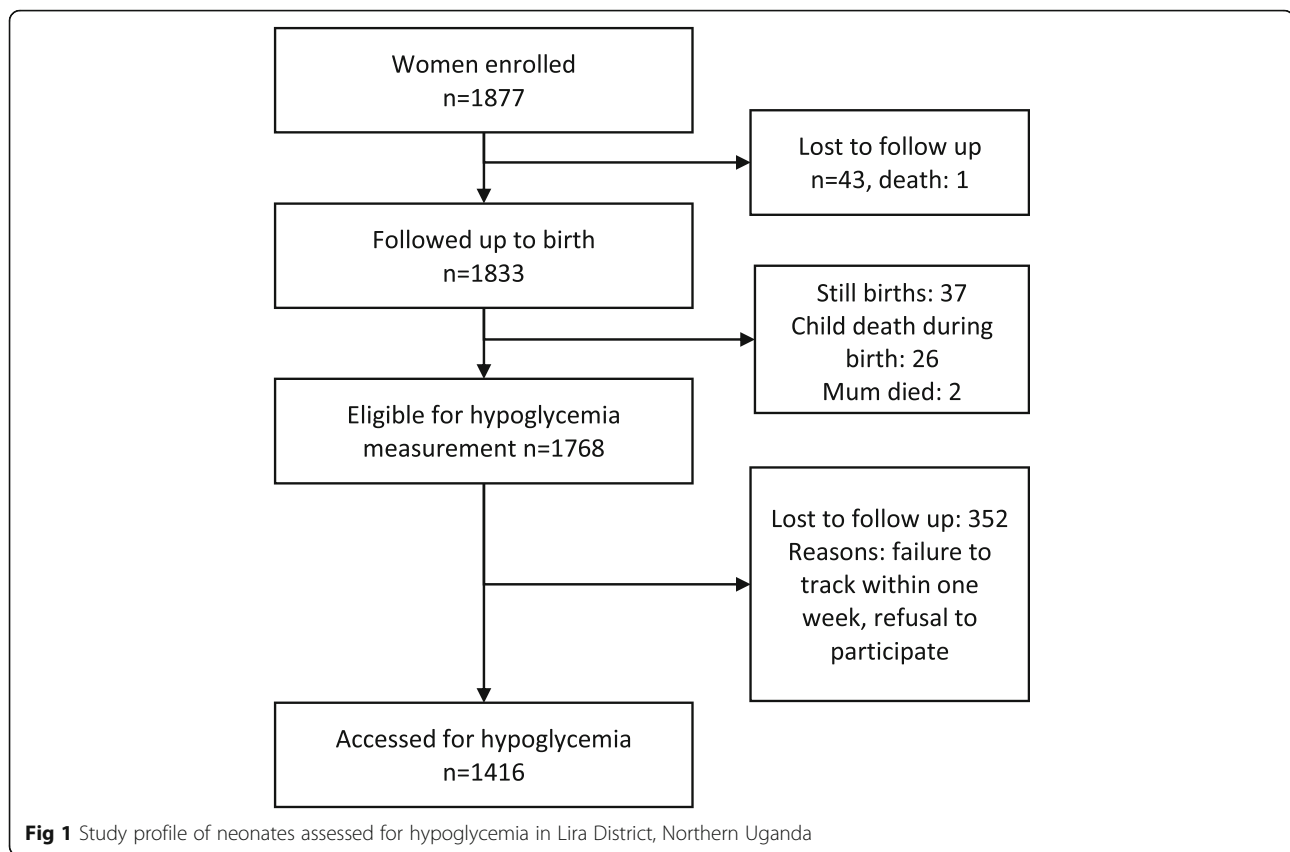 Women enrolled
n=1877
Lost to follow up
n=43, death: 1
Followed up to birth
n=1833
Still births: 37
Child death during
birth: 26
Mum died: 2
Eligible for hypoglycemia
measurement n=1768
Lost to follow up: 352
Reasons: failure to
track within one
week, refusal to
participate
Accessed for hypoglycemia
n=1416
Fig 1 Study profile of neonates assessed for hypoglycemia in Lira District, Northern Uganda